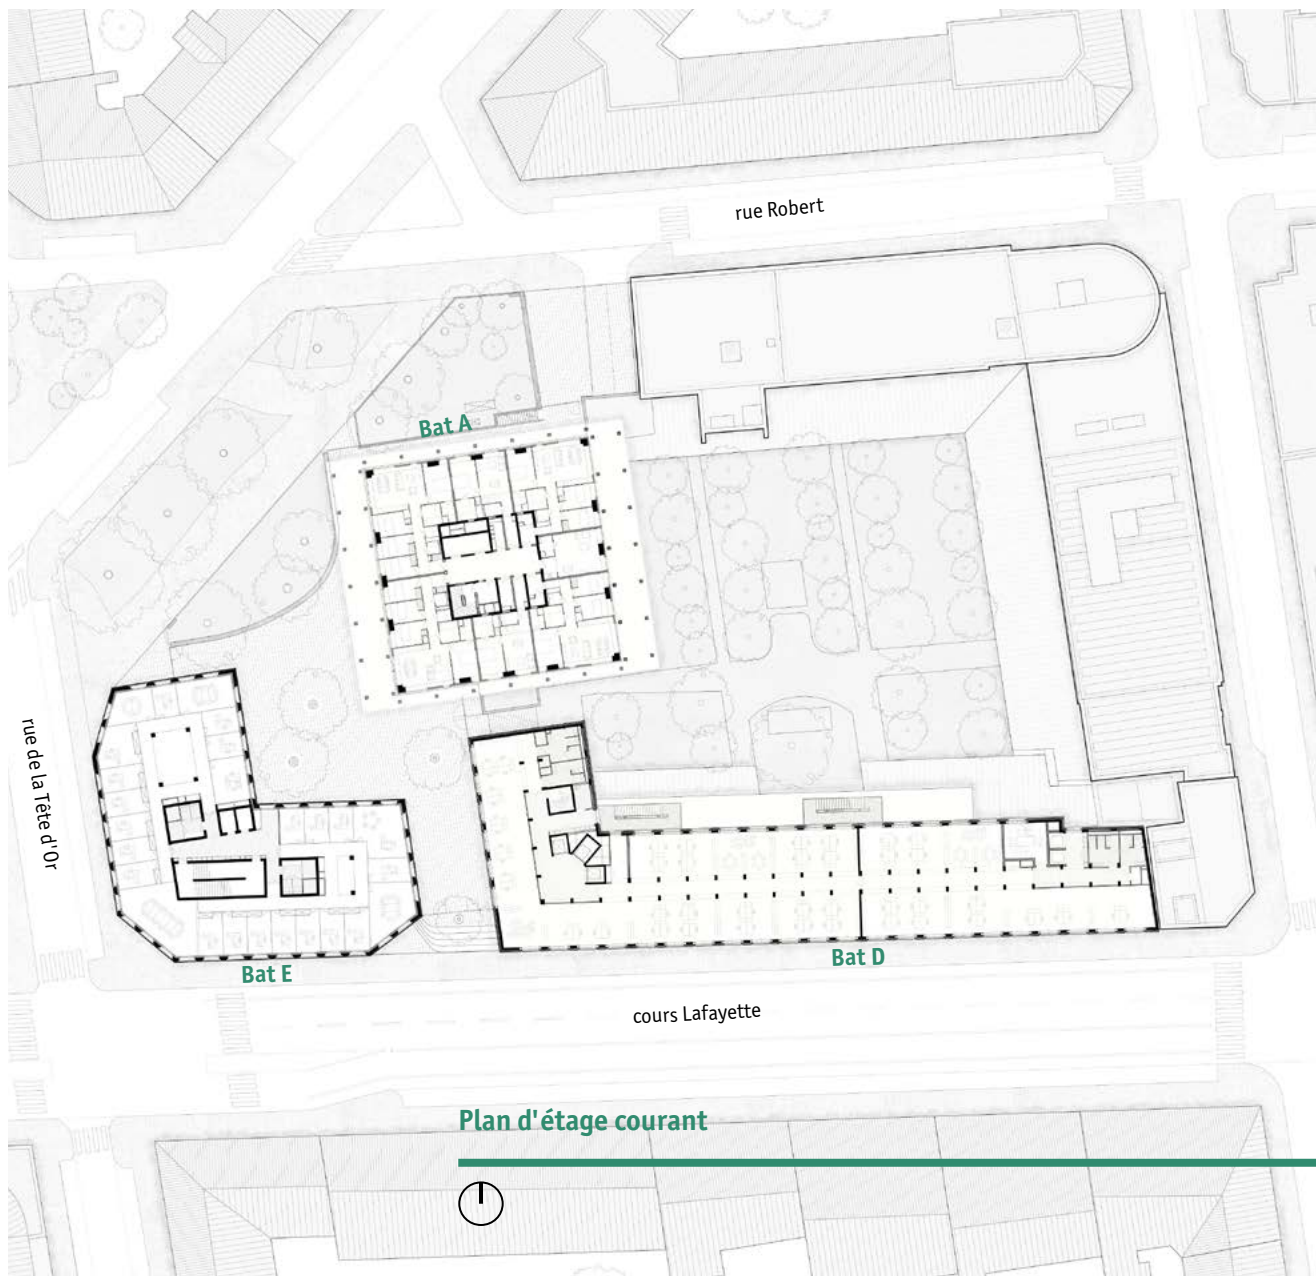 rue Robert
Bat A
rue de la Tête d'Or
Bat E
Bat D
cours Lafayette
Plan d'étage courant